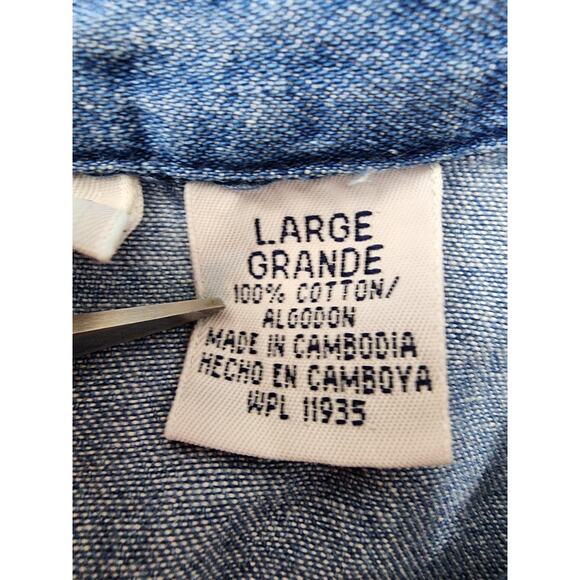 LARGE
GRANDE
100% COTTON/
ALGODON
MADE IN CAMBODIA
HECHO EN CAMBOYA
WPL 11935